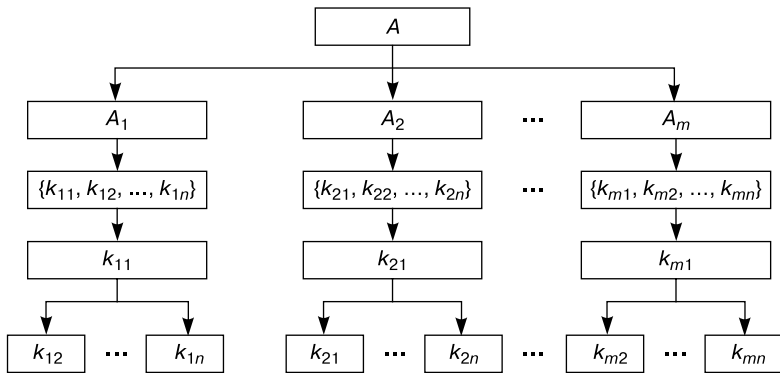 A
A₁ A₂ ... Aₘ
{k₁₁, k₁₂, ..., k₁ₙ} {k₂₁, k₂₂, ..., k₂ₙ} ... {kₘ₁, kₘ₂, ..., kₘₙ}
k₁₁ k₂₁ kₘ₁
k₁₂ ... k₁ₙ k₂₁ ... k₂ₙ ... kₘ₂ ... kₘₙ